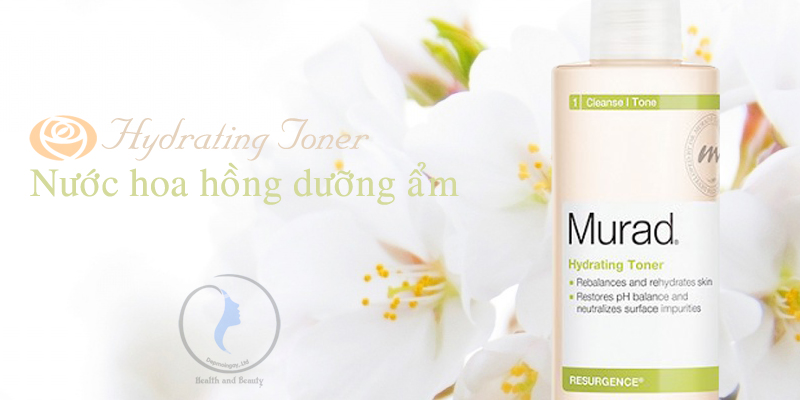 Hydrating Toner
Nước hoa hồng dưỡng ẩm
Health and Beauty
1 Cleanse | Tone
m
Murad®
Hydrating Toner
• Rebalances and rehydrates skin
• Restores pH balance and
neutralizes surface impurities
RESURGENCE®